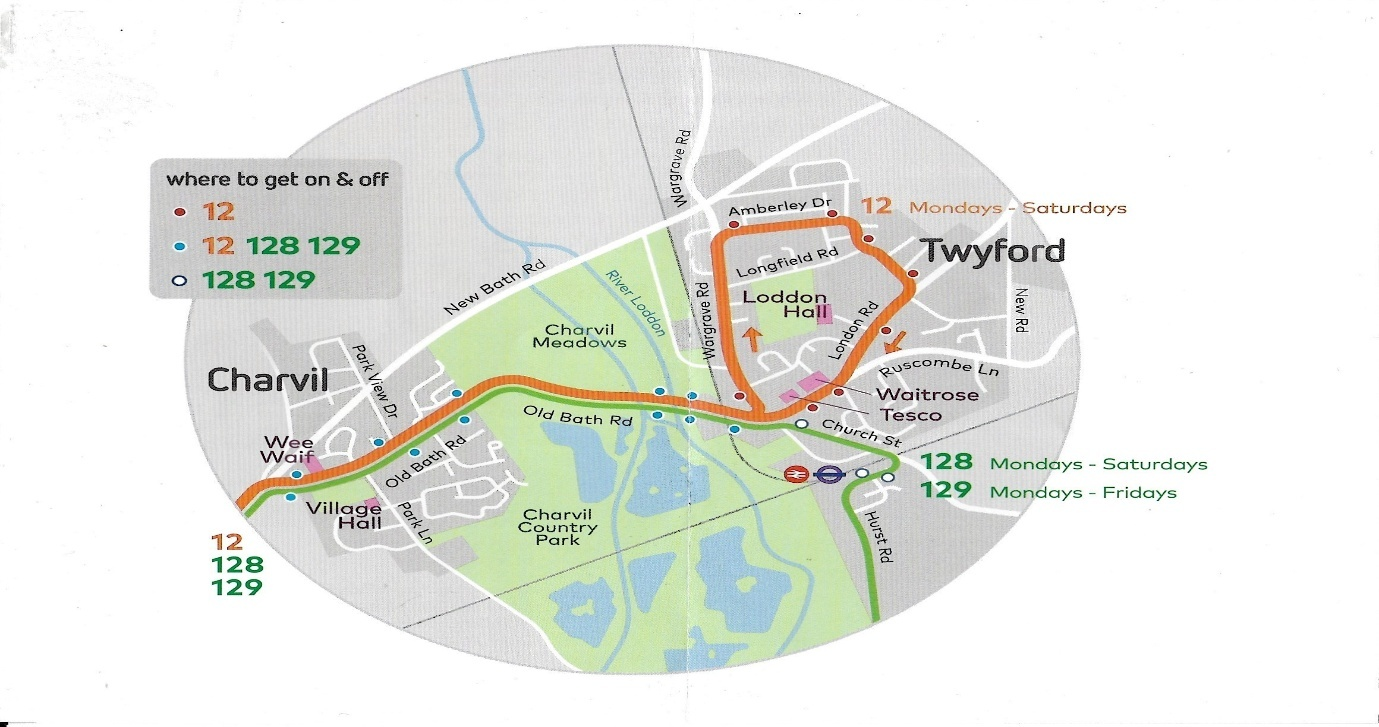 where to get on & off
12
12 128 129
128 129
Wargrave Rd
Amberley Dr
12 Mondays - Saturdays
Twyford
Longfield Rd
New Bath Rd
River Loddon
Wargrave Rd
Loddon
Hall
New Rd
London Rd
Charvil
Meadows
Park View Dr
Charvil
Ruscombe Ln
Waitrose
Tesco
Old Bath Rd
Church St
Wee
Waif
Old Bath Rd
128 Mondays - Saturdays
129 Mondays - Fridays
Village
Hall
Park Ln
Charvil
Country
Park
Hurst Rd
12
128
129